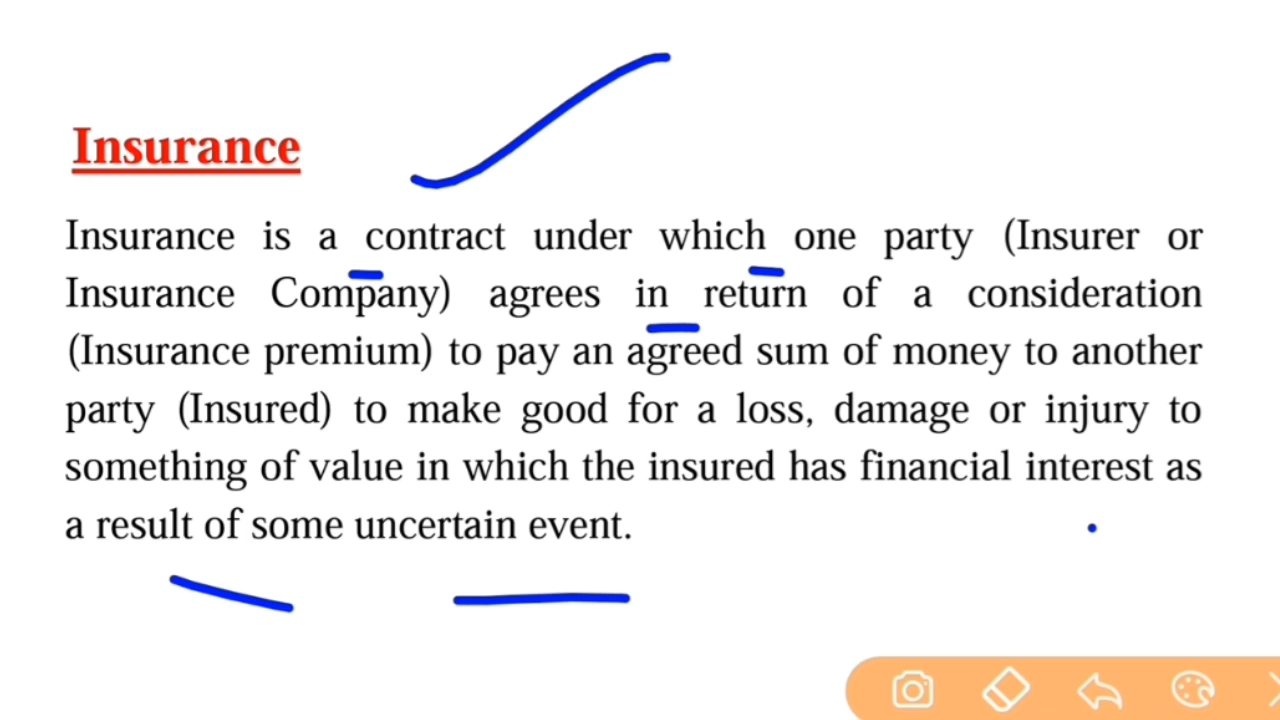 Insurance
Insurance is a contract under which one party (Insurer or
Insurance Company) agrees in return of a consideration
(Insurance premium) to pay an agreed sum of money to another
party (Insured) to make good for a loss, damage or injury to
something of value in which the insured has financial interest as
a result of some uncertain event.